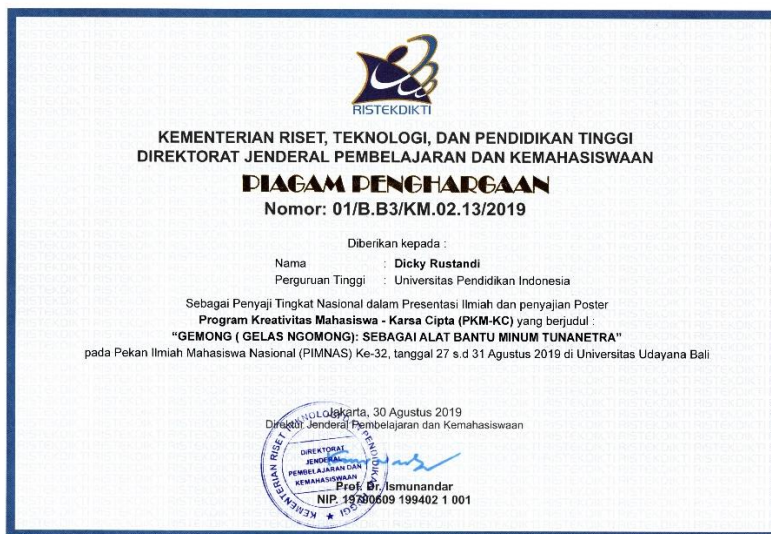 RISTEKDIKTI
KEMENTERIAN RISET, TEKNOLOGI, DAN PENDIDIKAN TINGGI
DIREKTORAT JENDERAL PEMBELAJARAN DAN KEMAHASISWAAN
PIAGAM PENGHARGAAN
Nomor: 01/B.B3/KM.02.13/2019
Diberikan kepada :
Nama : Dicky Rustandi
Perguruan Tinggi : Universitas Pendidikan Indonesia
Sebagai Penyaji Tingkat Nasional dalam Presentasi Ilmiah dan penyajian Poster
Program Kreativitas Mahasiswa - Karsa Cipta (PKM-KC) yang berjudul :
“GEMONG ( GELAS NGOMONG): SEBAGAI ALAT BANTU MINUM TUNANETRA”
pada Pekan Ilmiah Mahasiswa Nasional (PIMNAS) Ke-32, tanggal 27 s.d 31 Agustus 2019 di Universitas Udayana Bali
Jakarta, 30 Agustus 2019
Direktur Jenderal Pembelajaran dan Kemahasiswaan
KEMENTERIAN RISET TEKNOLOGI PENDIDIKAN TINGGI
DIREKTORAT
JENDERAL
PEMBELAJARAN DAN
KEMAHASISWAAN
Prof. Dr. Ismunandar
NIP. 19700609 199402 1 001